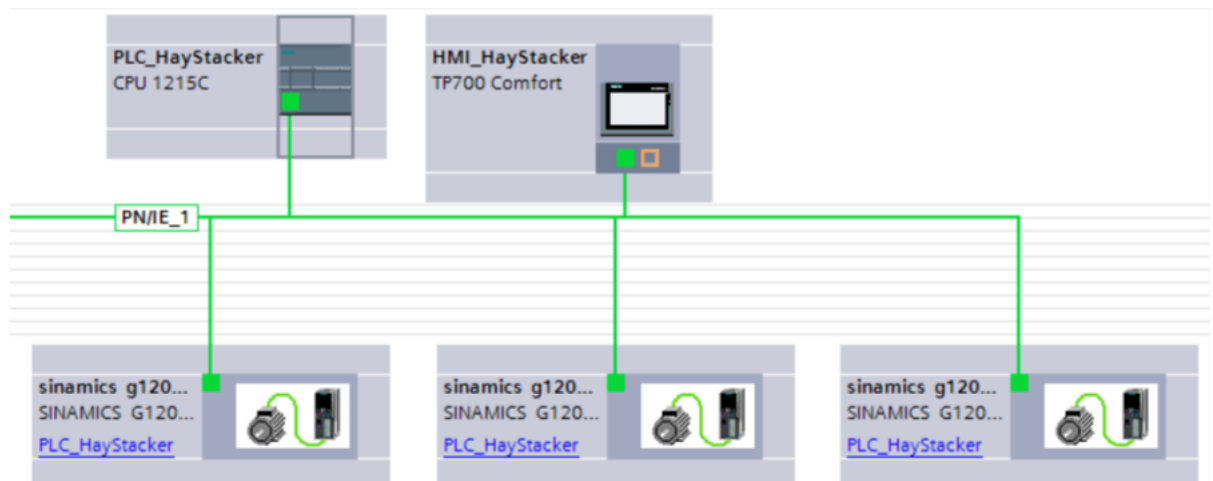 PLC_HayStacker
CPU 1215C
HMI_HayStacker
TP700 Comfort
PN/IE_1
sinamics g120...
SINAMICS G120...
PLC_HayStacker
sinamics g120...
SINAMICS G120...
PLC_HayStacker
sinamics g120...
SINAMICS G120...
PLC_HayStacker